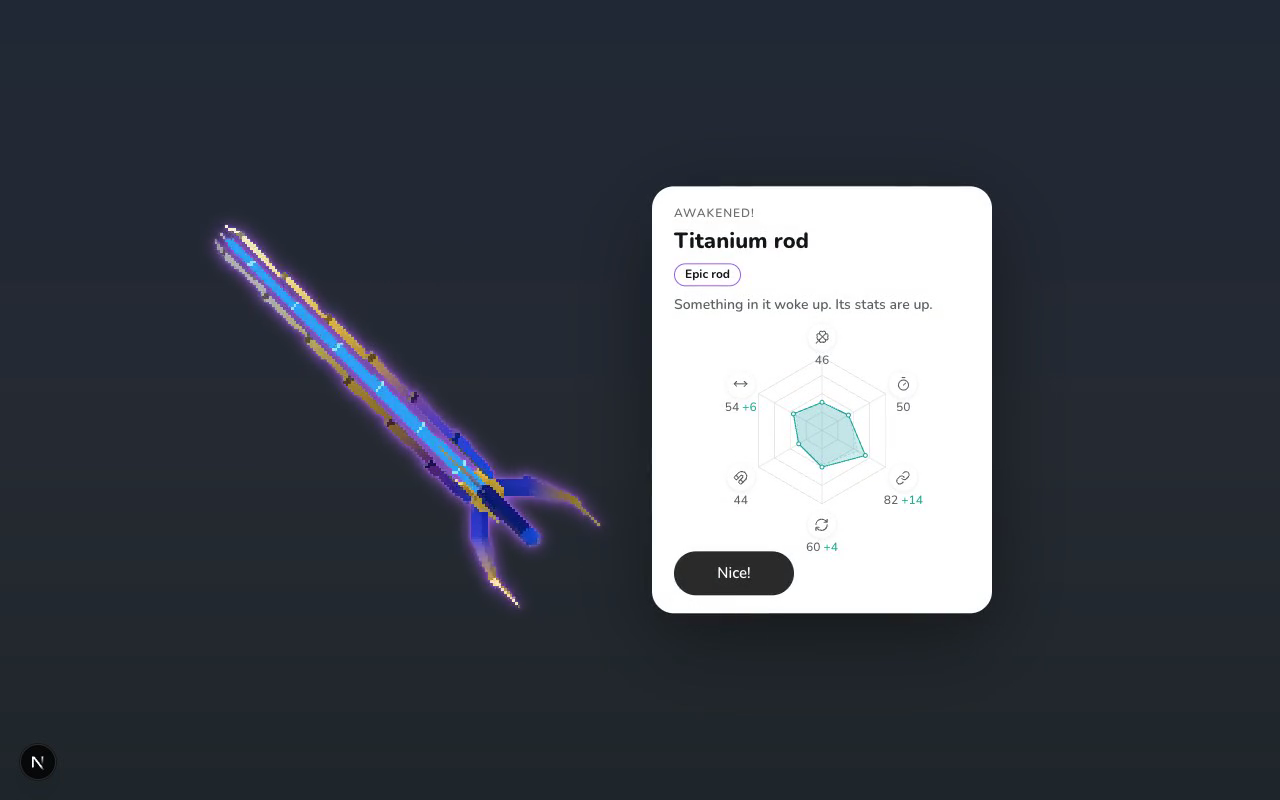 AWAKENED!
Titanium rod
Epic rod
Something in it woke up. Its stats are up.
46
54 +6
50
44
82 +14
60 +4
Nice!
N